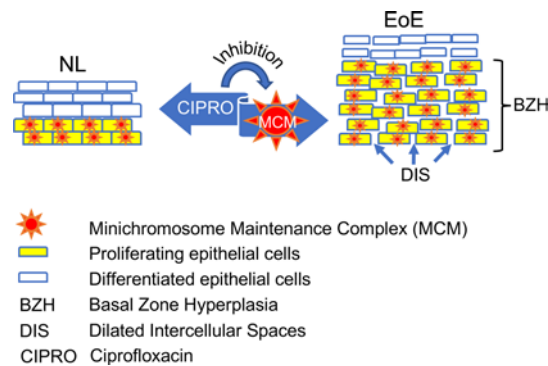 EoE
NL
Inhibition
CIPRO
MCM
BZH
DIS
Minichromosome Maintenance Complex (MCM)
Proliferating epithelial cells
Differentiated epithelial cells
BZH Basal Zone Hyperplasia
DIS Dilated Intercellular Spaces
CIPRO Ciprofloxacin